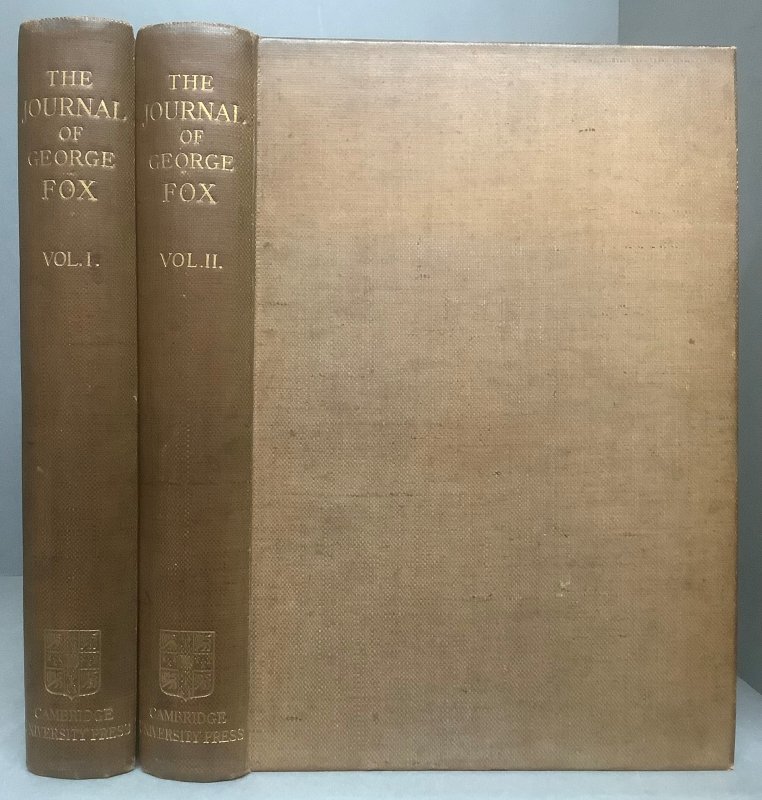 THE
JOURNAL
OF
GEORGE
FOX
VOL. I.
CAMBRIDGE
UNIVERSITY PRESS
THE
JOURNAL
OF
GEORGE
FOX
VOL. II.
CAMBRIDGE
UNIVERSITY PRESS